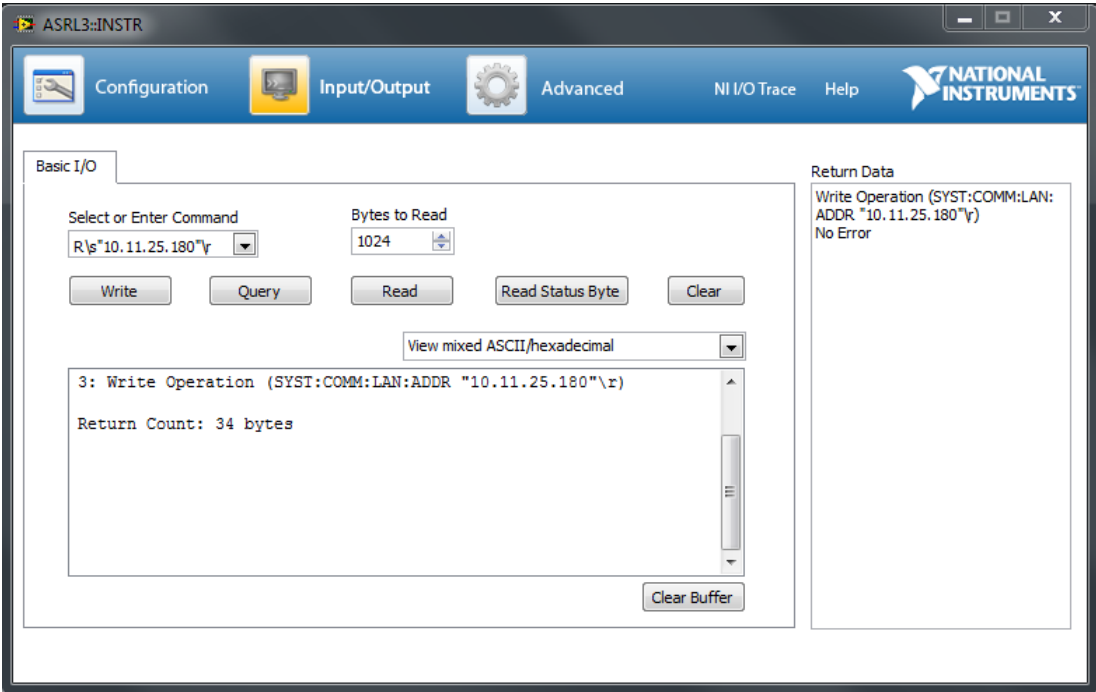 ASRL3::INSTR
Configuration
Input/Output
Advanced
NI I/O Trace
Help
NATIONAL
INSTRUMENTS
Basic I/O
Select or Enter Command
Bytes to Read
R\s"10.11.25.180"\r
1024
Write
Query
Read
Read Status Byte
Clear
View mixed ASCII/hexadecimal
3: Write Operation (SYST:COMM:LAN:ADDR "10.11.25.180"\r)
Return Count: 34 bytes
Clear Buffer
Return Data
Write Operation (SYST:COMM:LAN:
ADDR "10.11.25.180"\r)
No Error